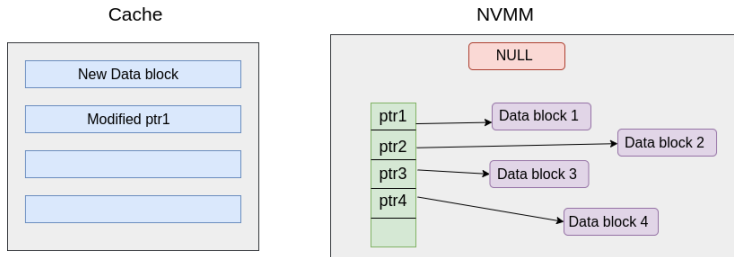 Cache
New Data block
Modified ptr1
NVMM
NULL
ptr1
Data block 1
ptr2
Data block 2
ptr3
Data block 3
ptr4
Data block 4